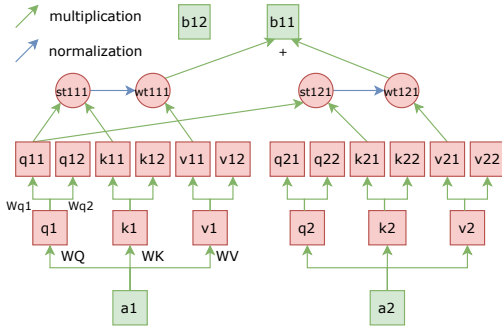 multiplication
b12
b11
normalization
+
st111
wt111
st121
wt121
q11 q12 k11 k12 v11 v12
q21 q22 k21 k22 v21 v22
Wq1
Wq2
q1 k1 v1 q2 k2 v2
WQ WK WV
a1 a2